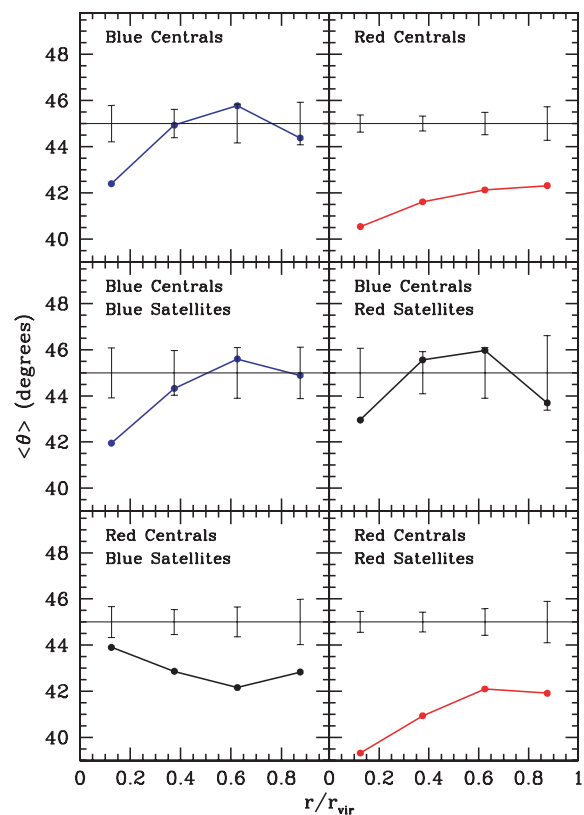 Blue Centrals
Red Centrals
48
46
44
42
40
Blue Centrals
Blue Satellites
Blue Centrals
Red Satellites
48
46
44
42
40
<θ> (degrees)
Red Centrals
Blue Satellites
Red Centrals
Red Satellites
48
46
44
42
40
0 0.2 0.4 0.6 0.8 0 0.2 0.4 0.6 0.8 1
r/r_vir